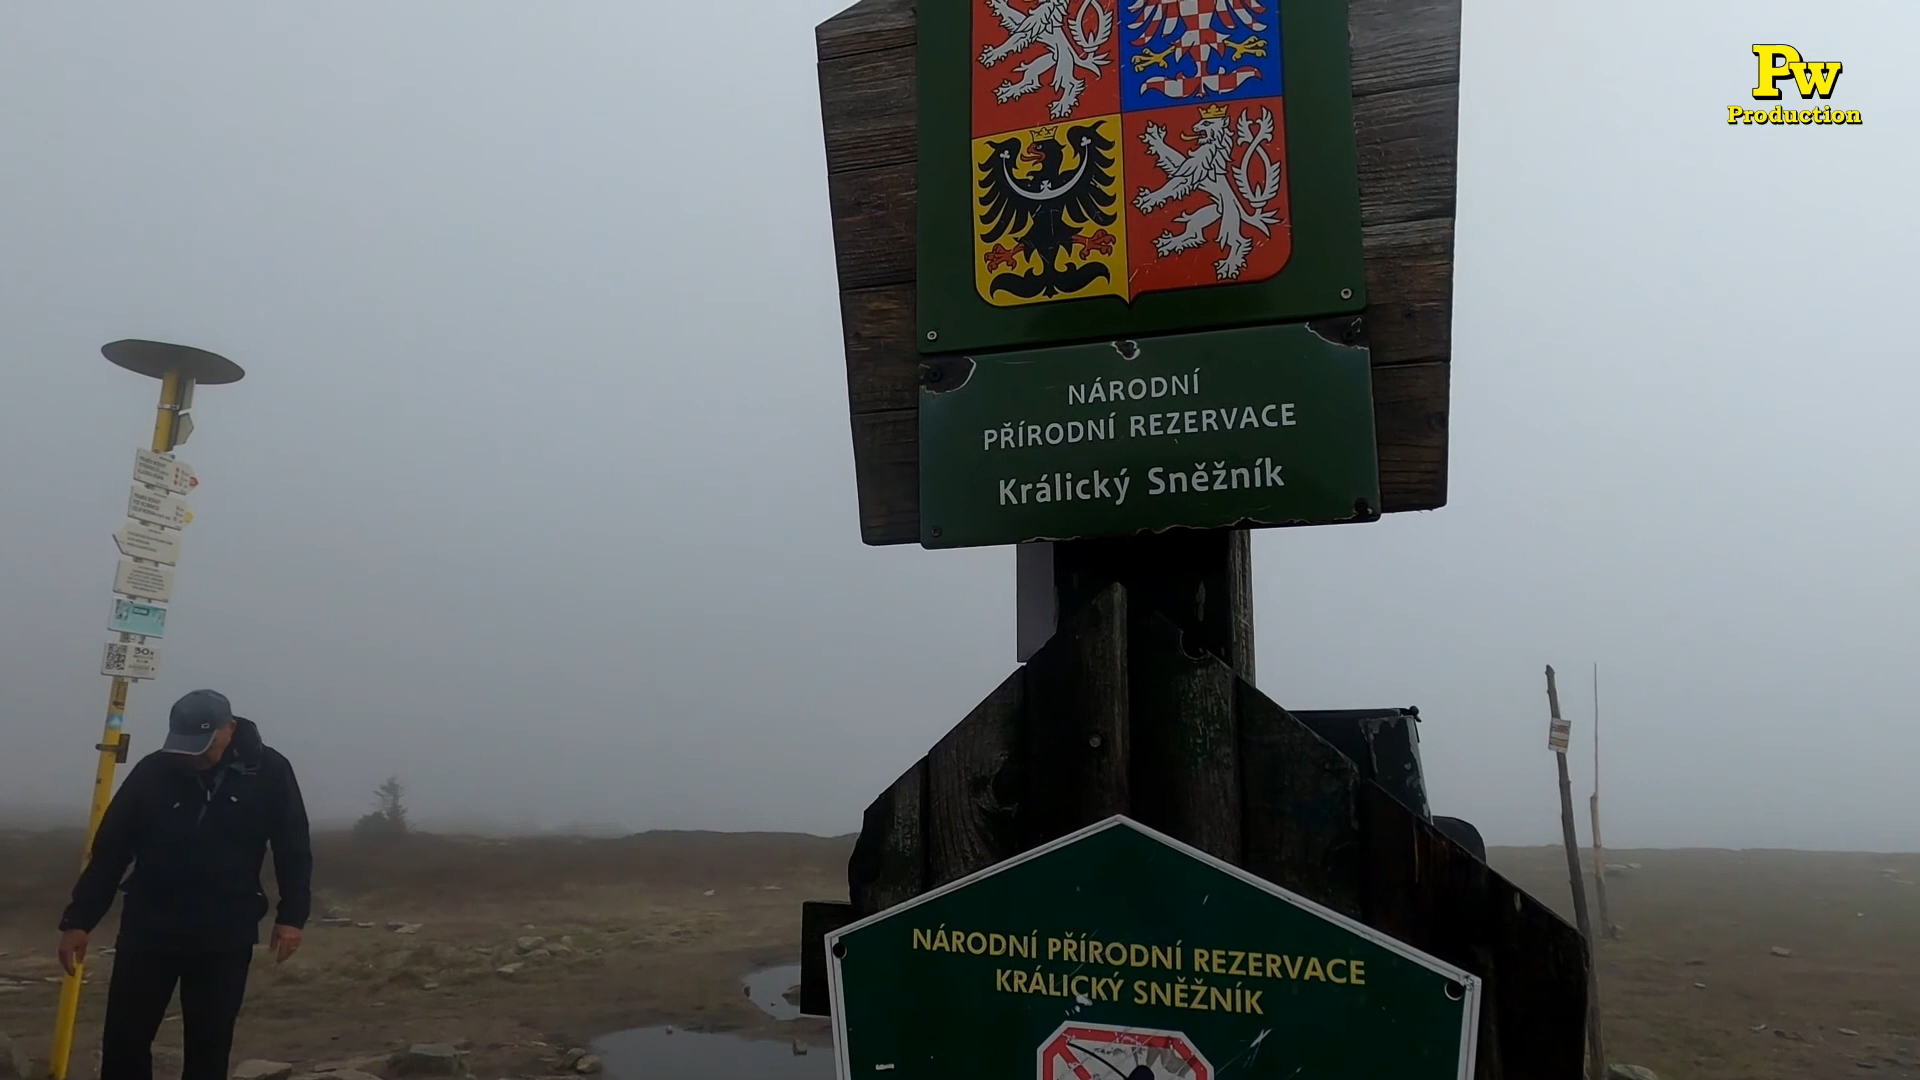 Pw
Production
NÁRODNÍ
PŘÍRODNÍ REZERVACE
Králický Sněžník
NÁRODNÍ PŘÍRODNÍ REZERVACE
KRÁLICKÝ SNĚŽNÍK